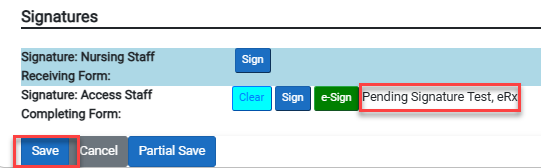 Signatures
Signature: Nursing Staff Sign
Receiving Form:
Signature: Access Staff Clear Sign e-Sign Pending Signature Test, eRx
Completing Form:
Save Cancel Partial Save